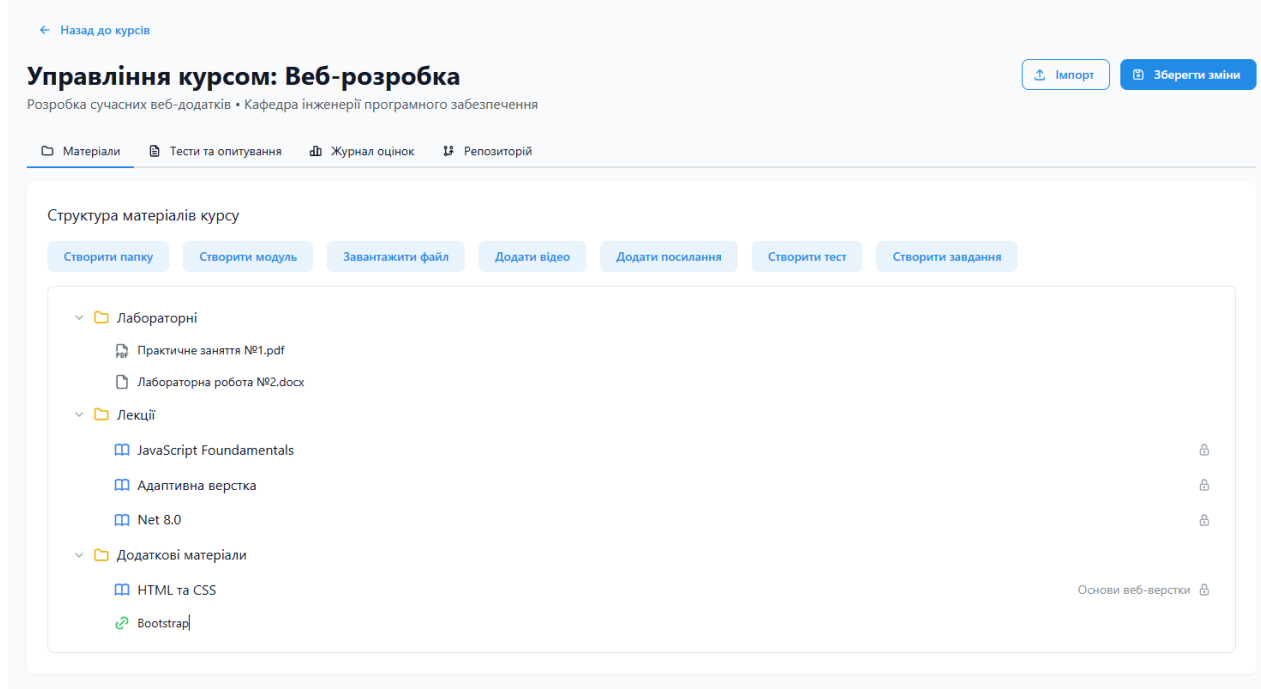 Назад до курсів
Управління курсом: Веб-розробка
Імпорт
Зберегти зміни
Розробка сучасних веб-додатків • Кафедра інженерії програмного забезпечення
Матеріали
Тести та опитування
Журнал оцінок
Репозиторій
Структура матеріалів курсу
Створити папку
Створити модуль
Завантажити файл
Додати відео
Додати посилання
Створити тест
Створити завдання
Лабораторні
PDF Практичне заняття №1.pdf
Лабораторна робота №2.docx
Лекції
JavaScript Foundamentals
Адаптивна верстка
Net 8.0
Додаткові матеріали
HTML та CSS
Основи веб-верстки
Bootstrap